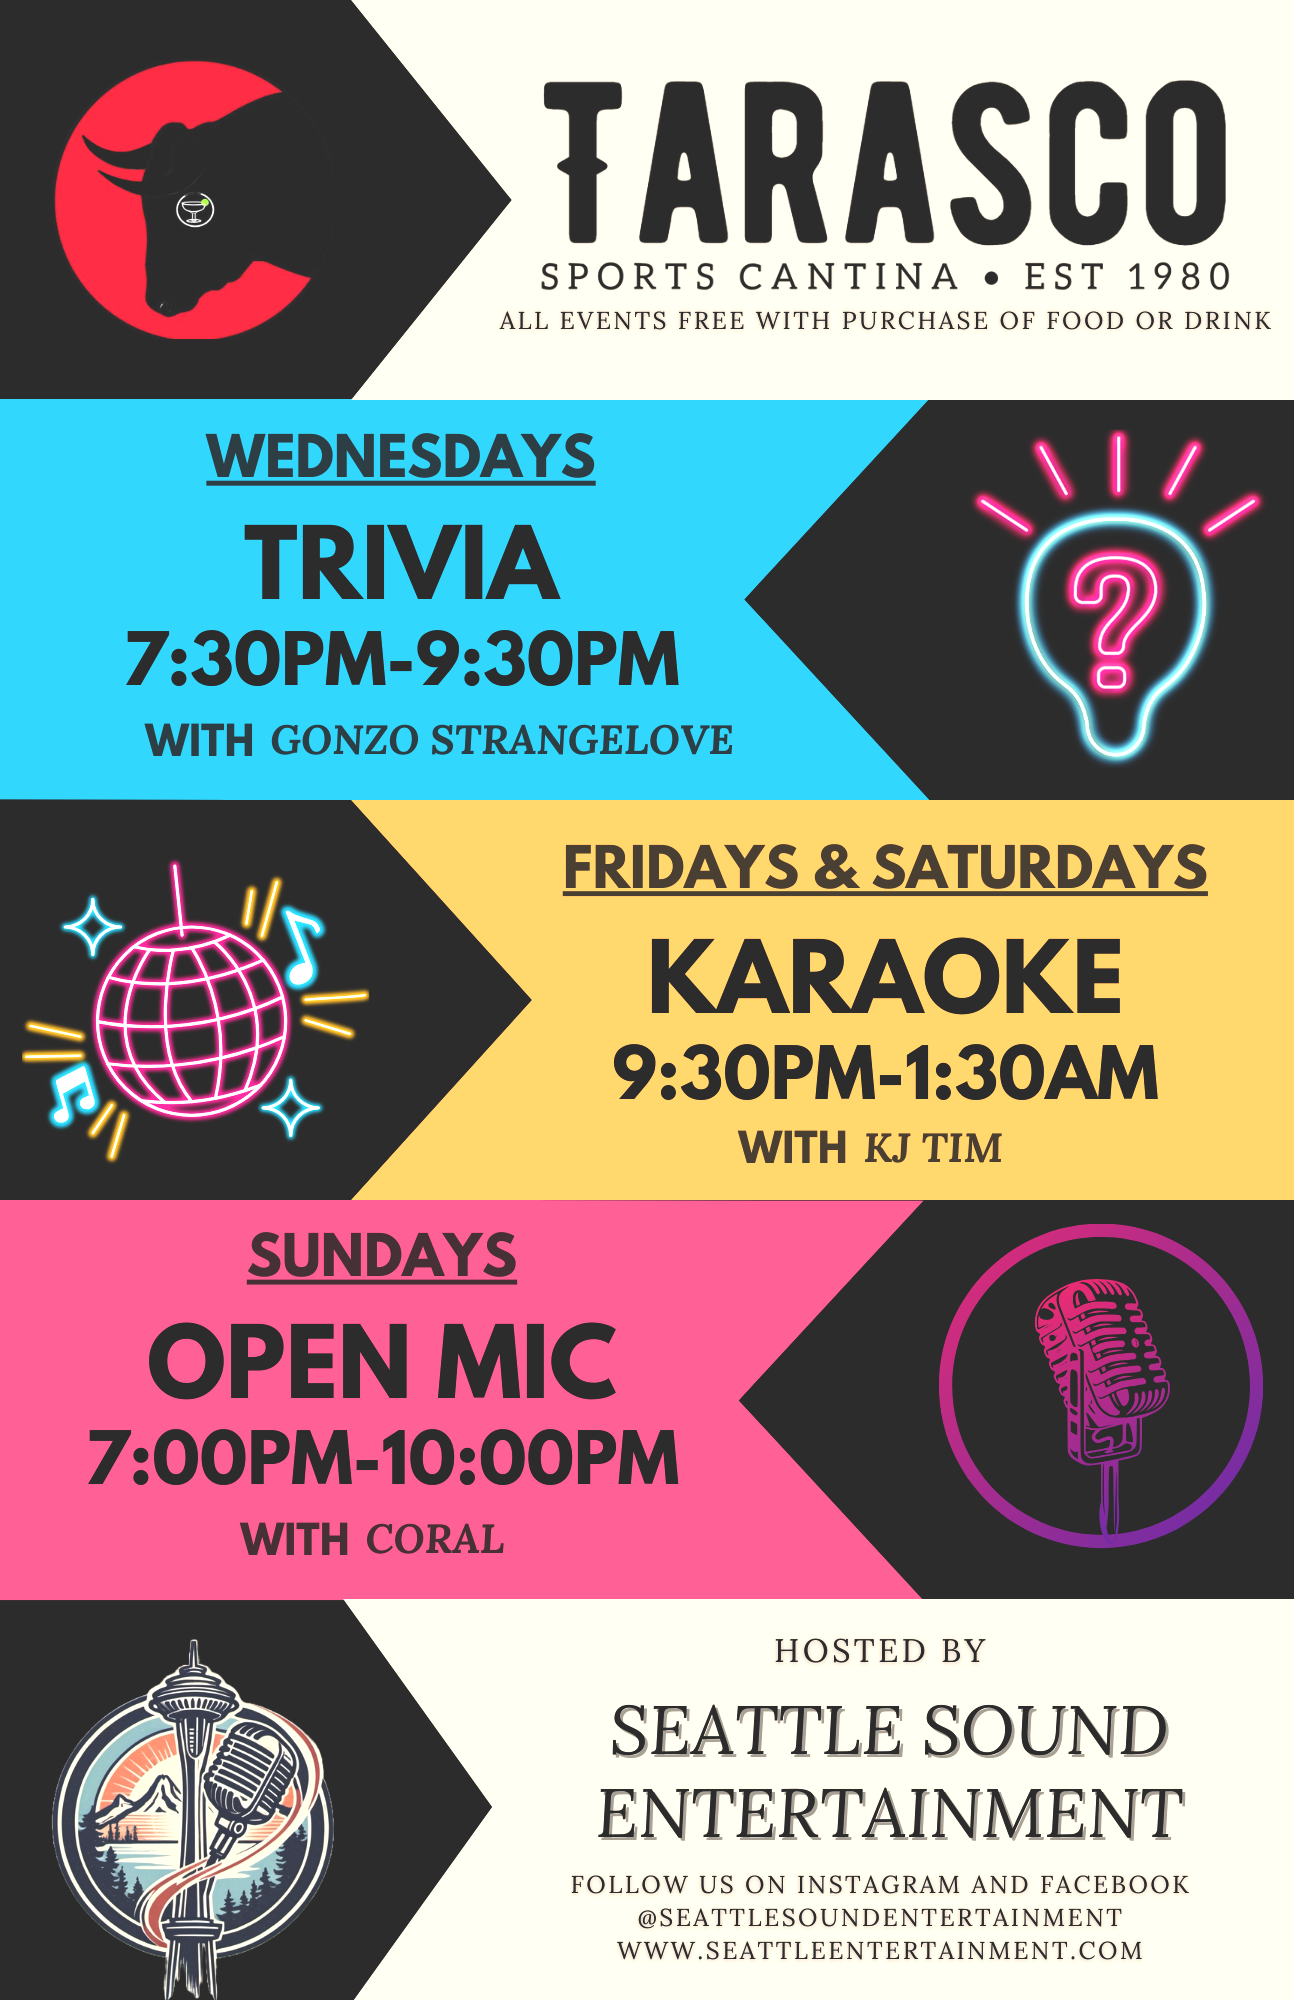 TARASCO
SPORTS CANTINA • EST 1980
ALL EVENTS FREE WITH PURCHASE OF FOOD OR DRINK
WEDNESDAYS
TRIVIA
7:30PM-9:30PM
WITH GONZO STRANGELOVE
?
FRIDAYS & SATURDAYS
KARAOKE
9:30PM-1:30AM
WITH KJ TIM
SUNDAYS
OPEN MIC
7:00PM-10:00PM
WITH CORAL
HOSTED BY
SEATTLE SOUND
ENTERTAINMENT
FOLLOW US ON INSTAGRAM AND FACEBOOK
@SEATTLESOUNDENTERTAINMENT
WWW.SEATTLEENTERTAINMENT.COM